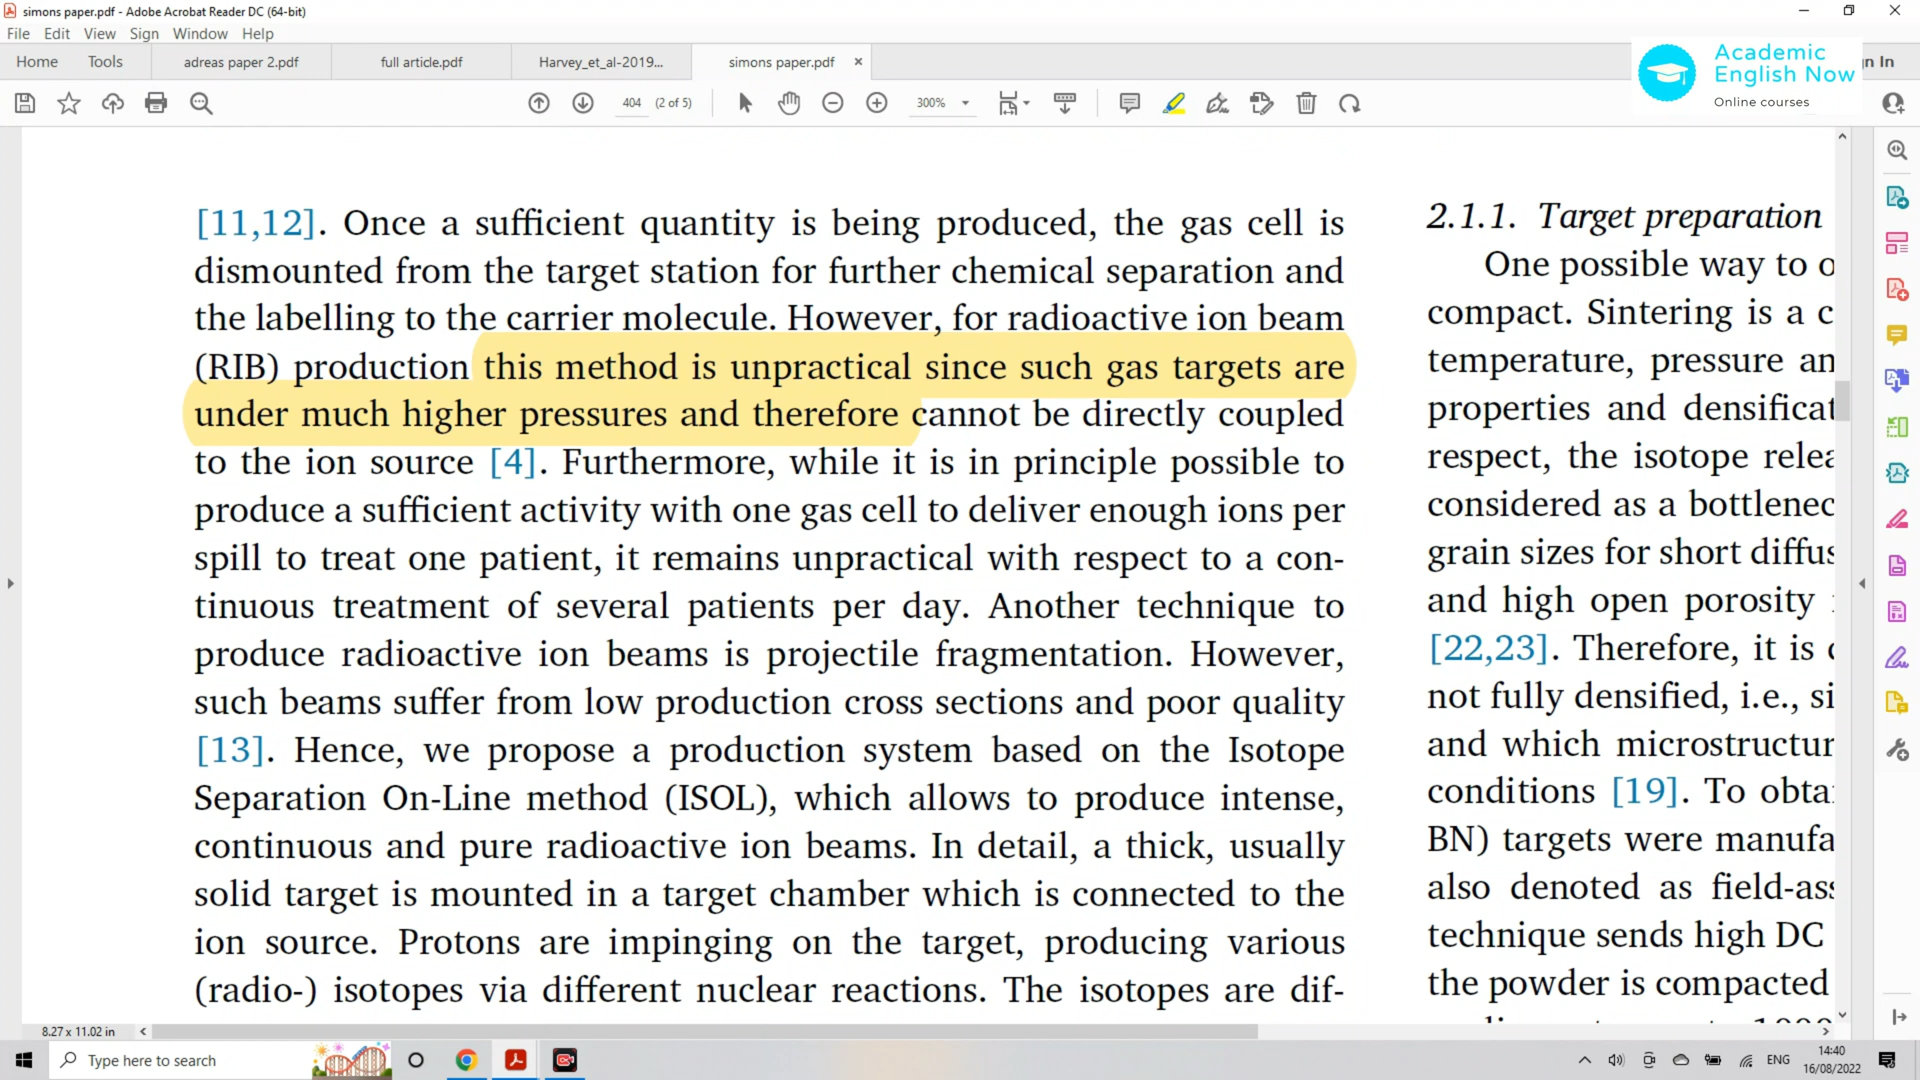 simons paper.pdf - Adobe Acrobat Reader DC (64-bit)
File Edit View Sign Window Help
Home Tools adreas paper 2.pdf full article.pdf Harvey_et_al-2019... simons paper.pdf
Academic
English Now
Online courses
n In
404 (2 of 5) 300%
[11,12]. Once a sufficient quantity is being produced, the gas cell is
dismounted from the target station for further chemical separation and
the labelling to the carrier molecule. However, for radioactive ion beam
(RIB) production this method is unpractical since such gas targets are
under much higher pressures and therefore cannot be directly coupled
to the ion source [4]. Furthermore, while it is in principle possible to
produce a sufficient activity with one gas cell to deliver enough ions per
spill to treat one patient, it remains unpractical with respect to a con-
tinuous treatment of several patients per day. Another technique to
produce radioactive ion beams is projectile fragmentation. However,
such beams suffer from low production cross sections and poor quality
[13]. Hence, we propose a production system based on the Isotope
Separation On-Line method (ISOL), which allows to produce intense,
continuous and pure radioactive ion beams. In detail, a thick, usually
solid target is mounted in a target chamber which is connected to the
ion source. Protons are impinging on the target, producing various
(radio-) isotopes via different nuclear reactions. The isotopes are dif-
2.1.1. Target preparation
One possible way to o
compact. Sintering is a c
temperature, pressure an
properties and densificat
respect, the isotope relea
considered as a bottlenec
grain sizes for short diffus
and high open porosity
[22,23]. Therefore, it is c
not fully densified, i.e., si
and which microstructur
conditions [19]. To obtai
BN) targets were manufa
also denoted as field-ass
technique sends high DC
the powder is compacted
8.27 x 11.02 in
Type here to search
ENG
14:40
16/08/2022